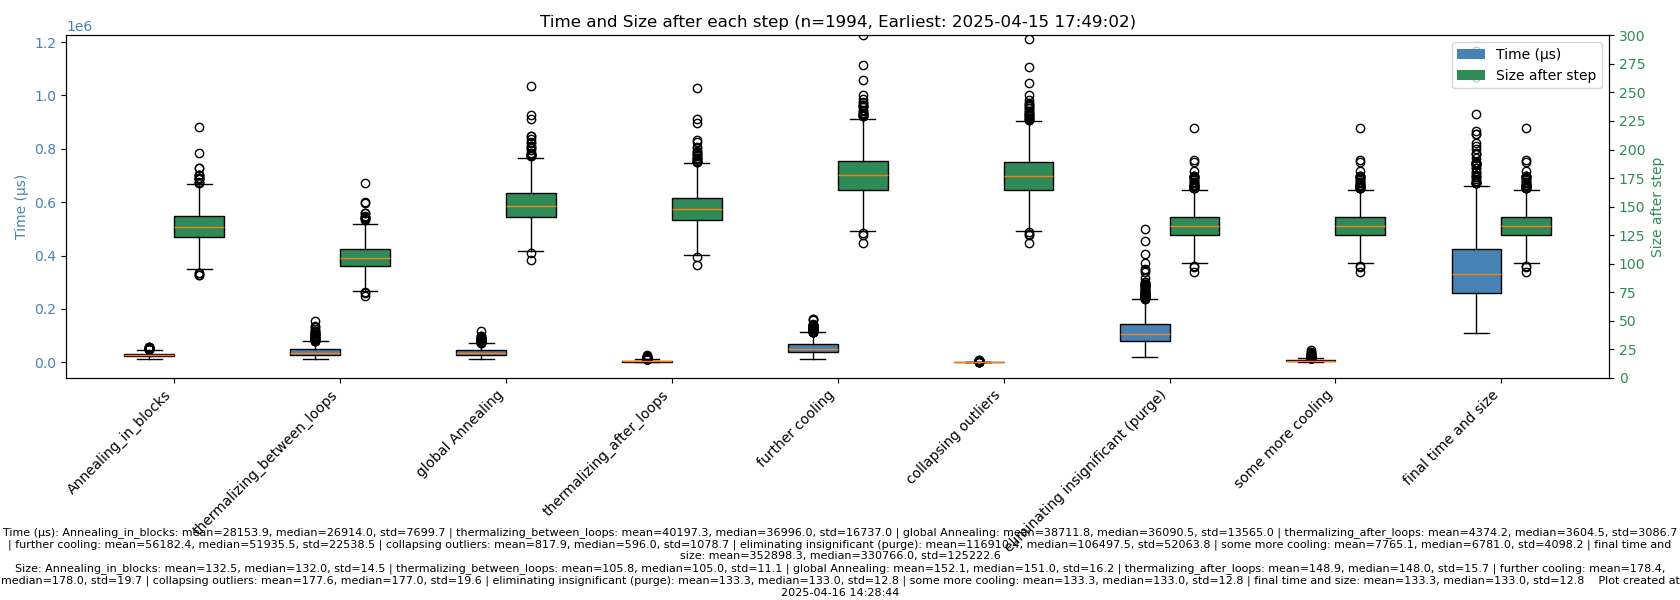 Time and Size after each step (n=1994, Earliest: 2025-04-15 17:49:02)
1e6
1.2
1.0
0.8
0.6
0.4
0.2
0.0
Time (μs)
300
275
250
225
200
175
150
125
100
75
50
25
0
Size after step
Time (μs)
Size after step
Annealing_in_blocks
thermalizing_between_loops
global Annealing
thermalizing_after_loops
further cooling
collapsing outliers
eliminating insignificant (purge)
some more cooling
final time and size
Time (μs): Annealing_in_blocks: mean=28153.9, median=26914.0, std=7699.7 | thermalizing_between_loops: mean=40197.3, median=36996.0, std=16737.0 | global Annealing: mean=38711.8, median=36090.5, std=13565.0 | thermalizing_after_loops: mean=4374.2, median=3604.5, std=3086.7
| further cooling: mean=56182.4, median=51935.5, std=22538.5 | collapsing outliers: mean=817.9, median=596.0, std=1078.7 | eliminating insignificant (purge): median=106497.5, std=52063.8 | some more cooling: mean=7765.1, median=6781.0, std=4098.2 | final time and
size: mean=352898.3, median=330766.0, std=125222.6
Size: Annealing_in_blocks: mean=132.5, median=132.0, std=14.5 | thermalizing_between_loops: mean=105.8, median=105.0, std=11.1 | global Annealing: mean=152.1, median=151.0, std=16.2 | thermalizing_after_loops: mean=148.9, median=148.0, std=15.7 | further cooling: mean=178.4,
median=178.0, std=19.7 | collapsing outliers: mean=177.6, median=177.0, std=19.6 | eliminating insignificant (purge): mean=133.3, median=133.0, std=12.8 | some more cooling: mean=133.3, median=133.0, std=12.8 | final time and size: mean=133.3, median=133.0, std=12.8 Plot created at
2025-04-16 14:28:44